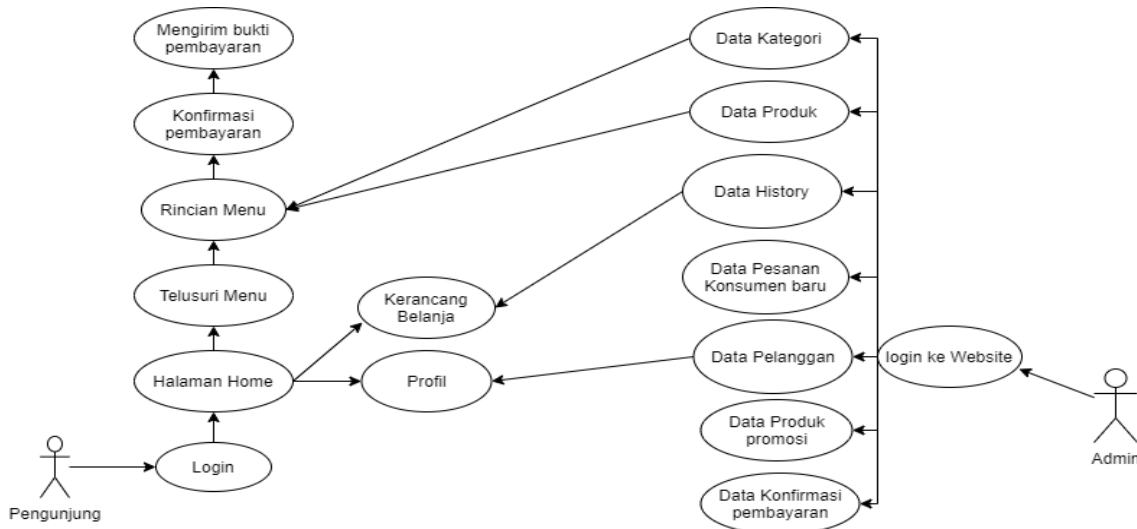 Mengirim bukti
pembayaran
Konfirmasi
pembayaran
Rincian Menu
Telusuri Menu
Halaman Home
Login
Pengunjung
Kerancang
Belanja
Profil
Data Kategori
Data Produk
Data History
Data Pesanan
Konsumen baru
Data Pelanggan
Data Produk
promosi
Data Konfirmasi
pembayaran
login ke Website
Admin